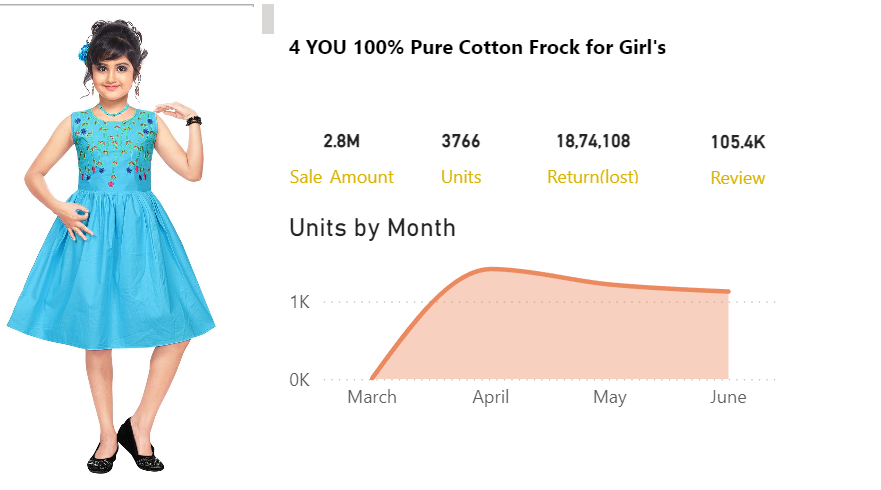 4 YOU 100% Pure Cotton Frock for Girl's
2.8M 3766 18,74,108 105.4K
Sale Amount Units Return(lost) Review
Units by Month
1K
0K
March April May June